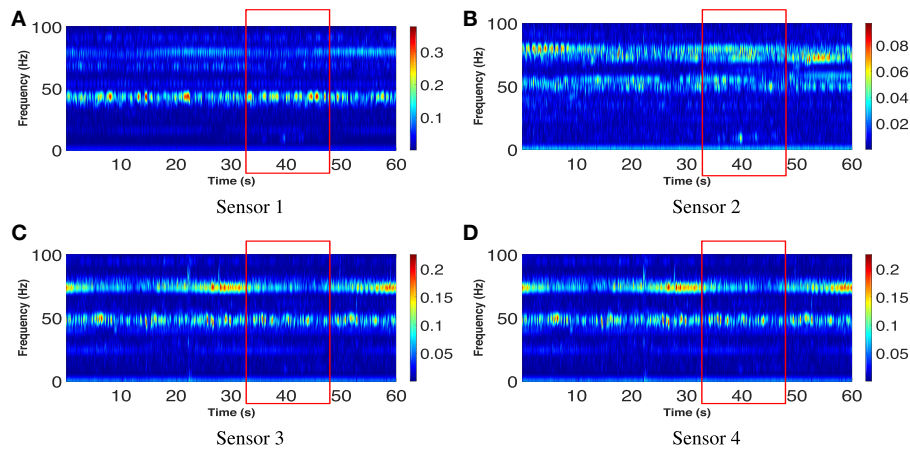 A
Frequency (Hz)
100
50
0
10 20 30 40 50 60
Time (s)
0.3
0.2
0.1
Sensor 1
B
Frequency (Hz)
100
50
0
10 20 30 40 50 60
Time (s)
0.08
0.06
0.04
0.02
Sensor 2
C
Frequency (Hz)
100
50
0
10 20 30 40 50 60
Time (s)
0.2
0.15
0.1
0.05
Sensor 3
D
Frequency (Hz)
100
50
0
10 20 30 40 50 60
Time (s)
0.2
0.15
0.1
0.05
Sensor 4